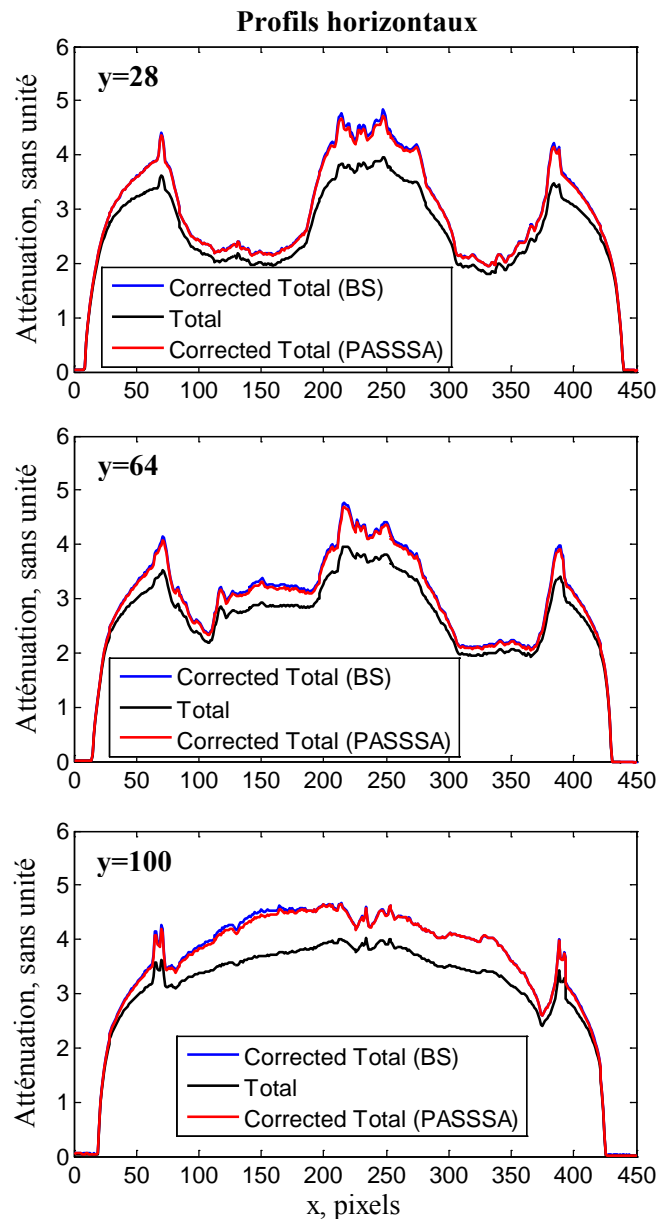 Profils horizontaux
6
5
4
3
2
1
0
Atténuation, sans unité
y=28
Corrected Total (BS)
Total
Corrected Total (PASSSA)
0 50 100 150 200 250 300 350 400 450
6
5
4
3
2
1
0
Atténuation, sans unité
y=64
Corrected Total (BS)
Total
Corrected Total (PASSSA)
0 50 100 150 200 250 300 350 400 450
6
5
4
3
2
1
0
Atténuation, sans unité
y=100
Corrected Total (BS)
Total
Corrected Total (PASSSA)
0 50 100 150 200 250 300 350 400 450
x, pixels